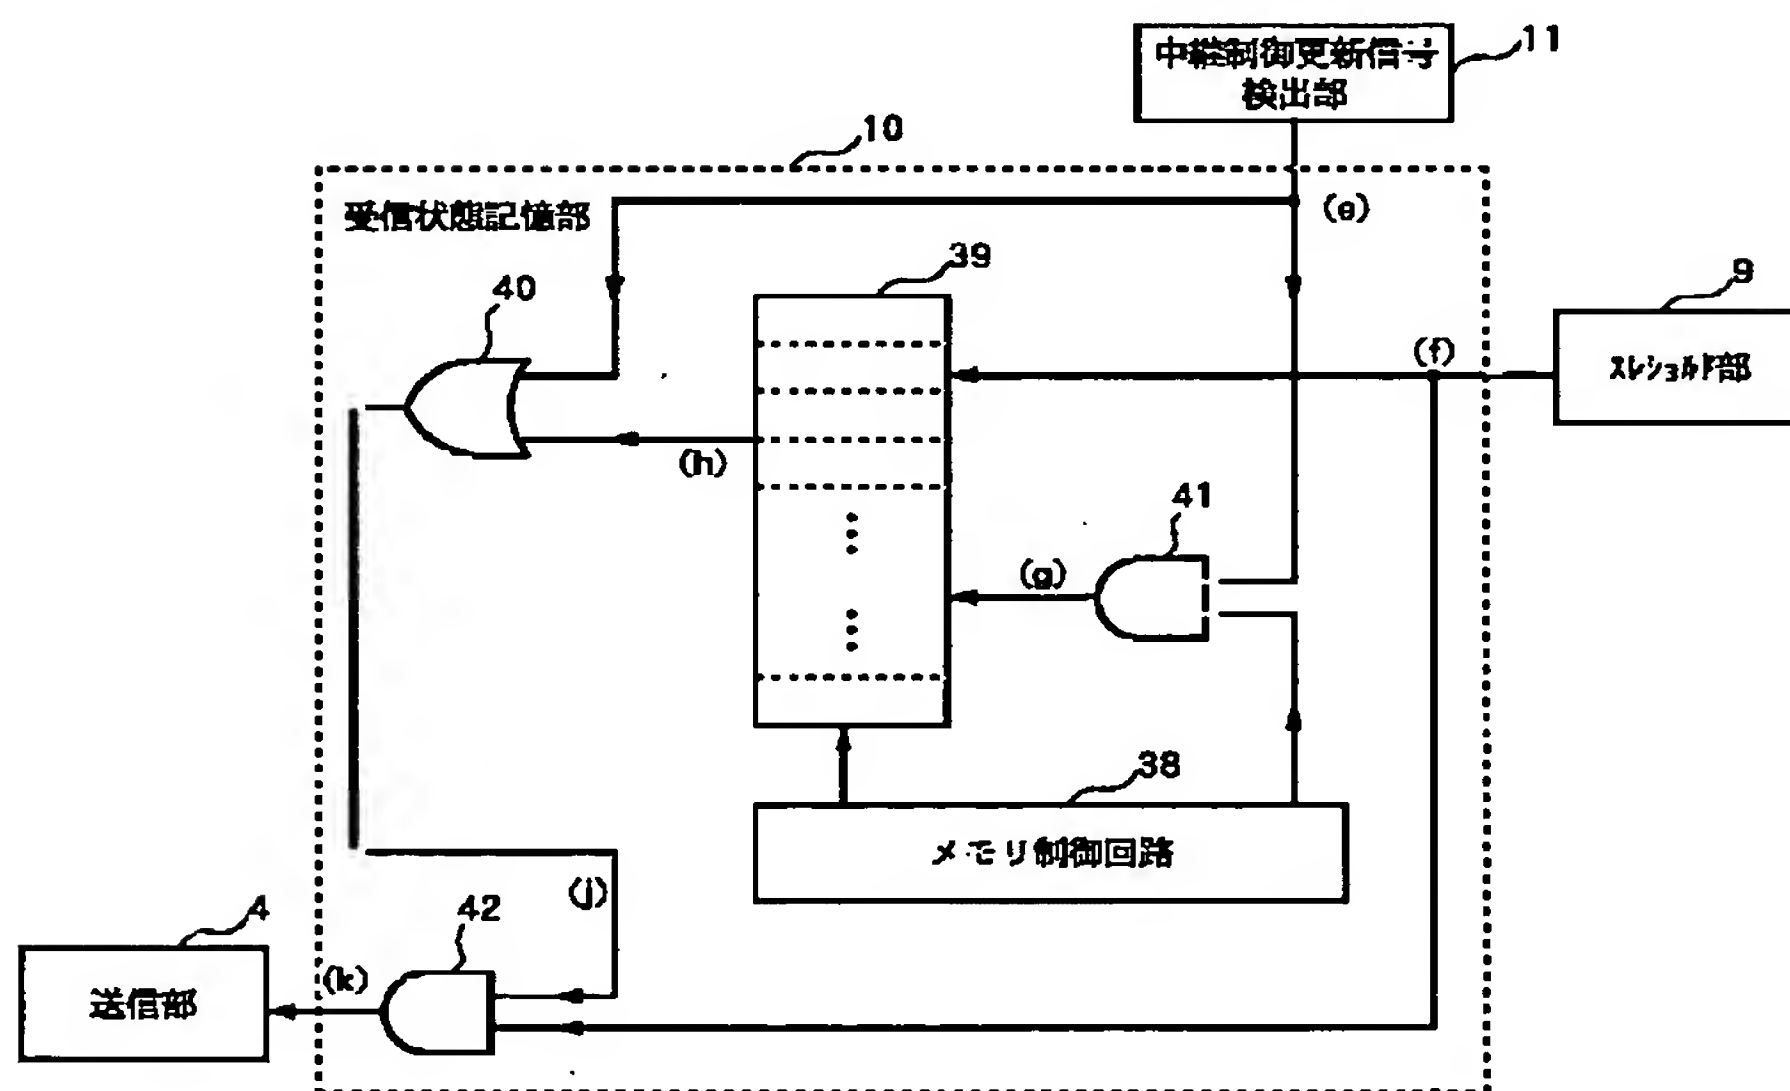 中継制御更新信号
検出部
11
10
受信状態記憶部
(e)
39
40
9
(f)
スレショルド部
(h)
41
(g)
38
メモリ制御回路
(j)
42
4
(k)
送信部